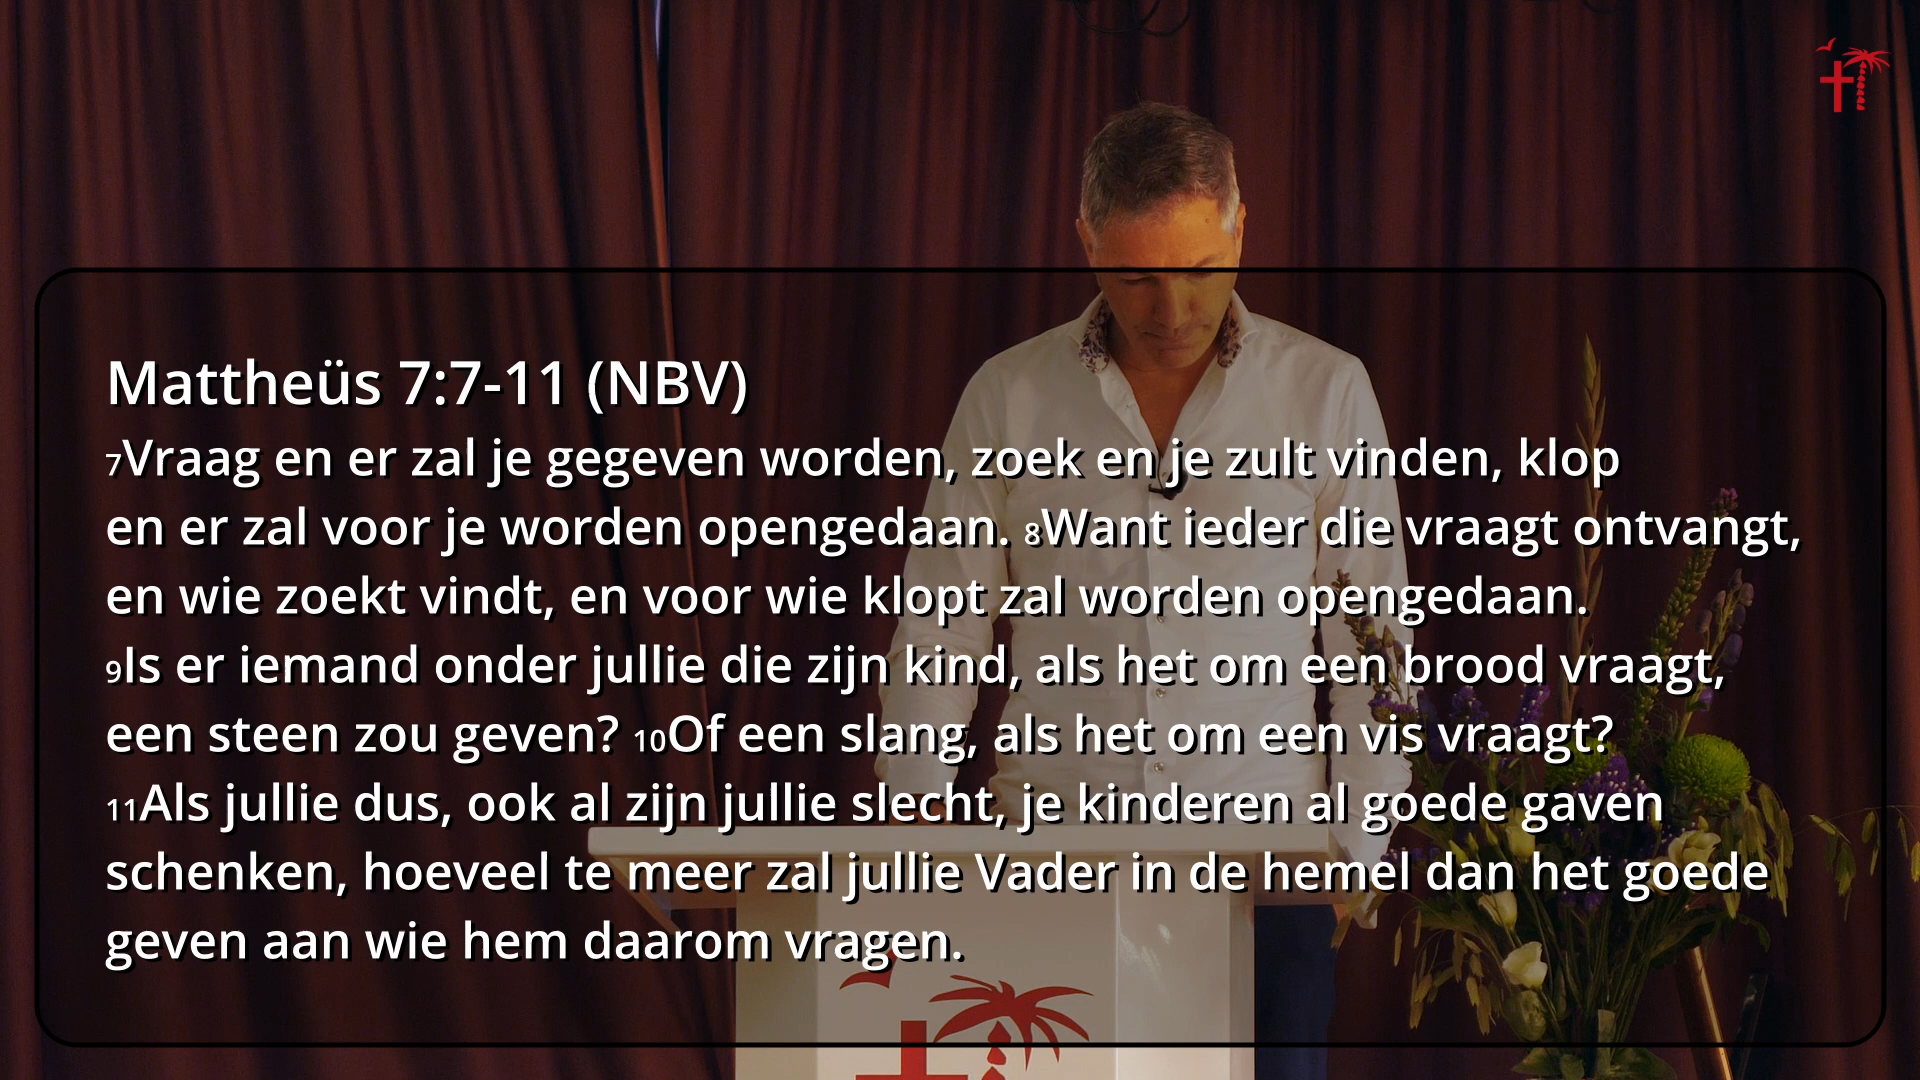 Mattheüs 7:7-11 (NBV)
7Vraag en er zal je gegeven worden, zoek en je zult vinden, klop
en er zal voor je worden opengedaan. 8Want ieder die vraagt ontvangt,
en wie zoekt vindt, en voor wie klopt zal worden opengedaan.
9Is er iemand onder jullie die zijn kind, als het om een brood vraagt,
een steen zou geven? 10Of een slang, als het om een vis vraagt?
11Als jullie dus, ook al zijn jullie slecht, je kinderen al goede gaven
schenken, hoeveel te meer zal jullie Vader in de hemel dan het goede
geven aan wie hem daarom vragen.